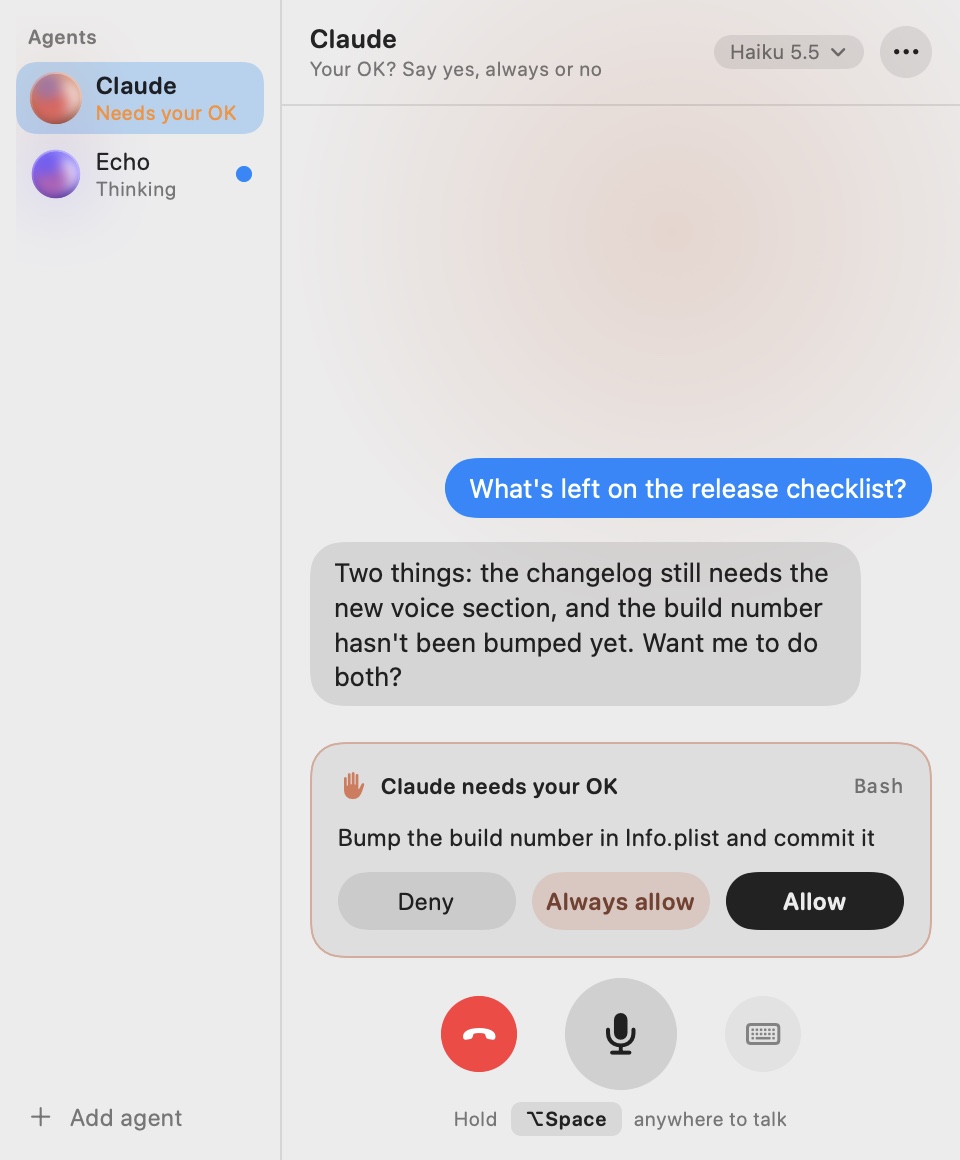 Agents
Claude
Needs your OK
Echo
Thinking
Add agent
Claude
Your OK? Say yes, always or no
Haiku 5.5
What's left on the release checklist?
Two things: the changelog still needs the
new voice section, and the build number
hasn't been bumped yet. Want me to do
both?
Claude needs your OK
Bash
Bump the build number in Info.plist and commit it
Deny
Always allow
Allow
Hold ⌥Space anywhere to talk